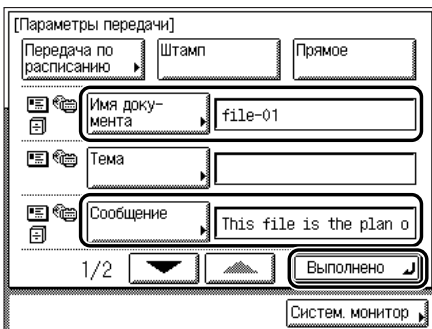 [Параметры передачи]
Передача по расписанию
Штамп
Прямое
Имя доку-
мента
file-01
Тема
Сообщение
This file is the plan o
1/2
Выполнено
Систем. монитор